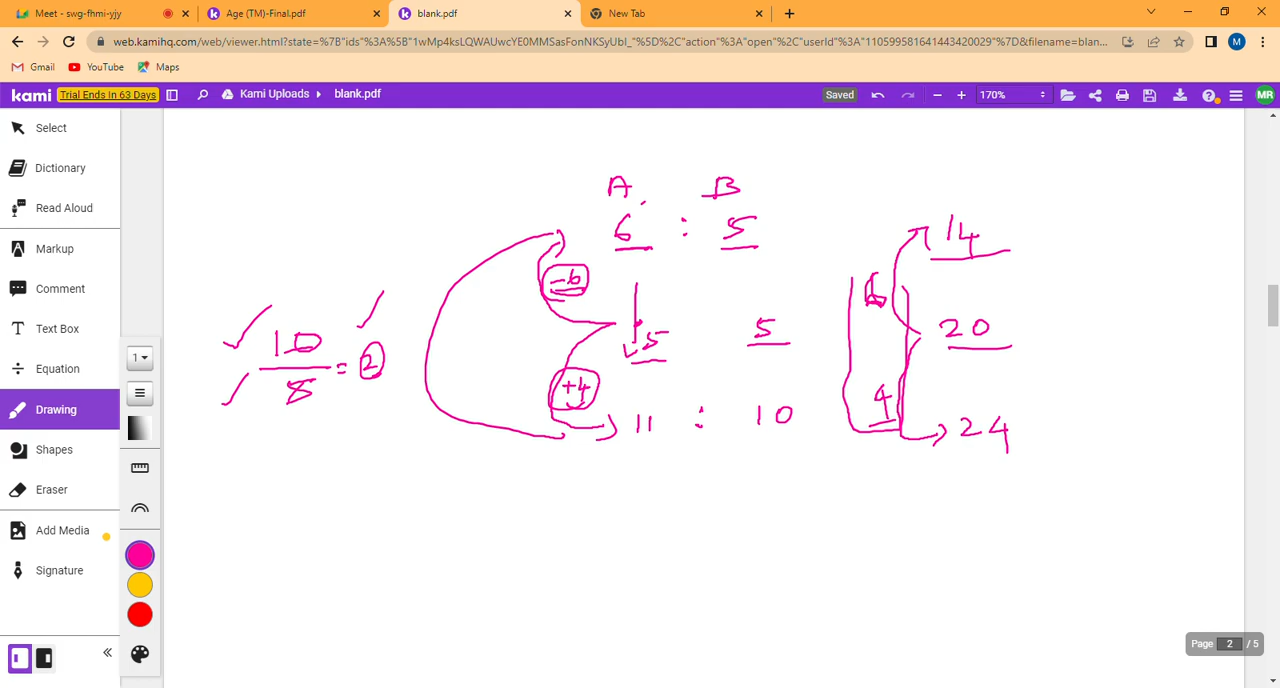 Meet - swg-fhmi-yjy
Age (TM)-Final.pdf
blank.pdf
New Tab
web.kamihq.com/web/viewer.html?state=%7B"ids"%3A%5B"1wMp4ksLQWAUwcYE0MMSasFonNKSyUbI_"%5D%2C"action"%3A"open"%2C"userId"%3A"110599581641443420029"%7D&filename=blan...
M
Gmail YouTube Maps
kami Trial Ends In 63 Days Kami Uploads blank.pdf Saved 170% MR
Select
Dictionary
Read Aloud
Markup
Comment
Text Box
Equation
Drawing
Shapes
Eraser
Add Media
Signature
1
A B
6 : 5 14
-6
5 5 20
10/5 = 2
+4 4
11 : 10 24
Page 2 / 5